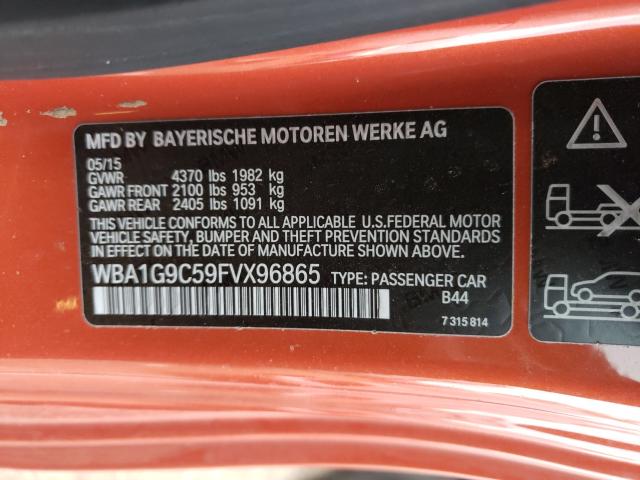 MFD BY BAYERISCHE MOTOREN WERKE AG
05/15
GVWR 4370 lbs 1982 kg
GAWR FRONT 2100 lbs 953 kg
GAWR REAR 2405 lbs 1091 kg
THIS VEHICLE CONFORMS TO ALL APPLICABLE U.S.FEDERAL MOTOR
VEHICLE SAFETY, BUMPER AND THEFT PREVENTION STANDARDS
IN EFFECT ON THE DATE OF MANUFACTURE SHOWN ABOVE.
WBA1G9C59FVX96865 TYPE: PASSENGER CAR
B44
7 315 814